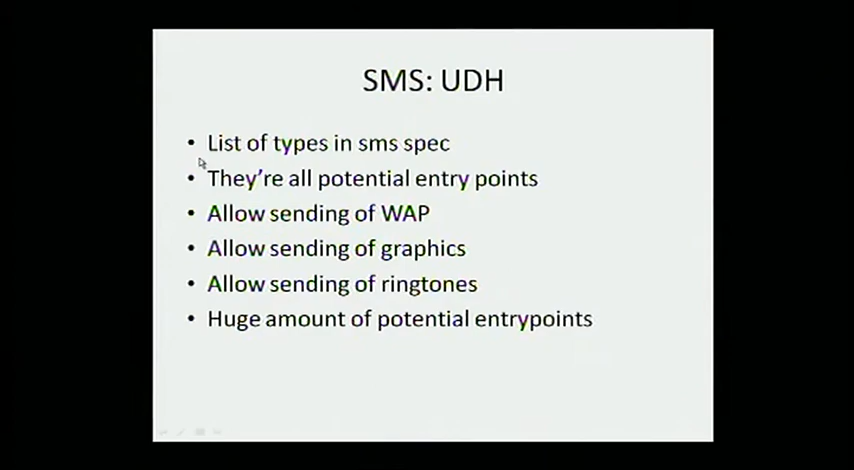 SMS: UDH
• List of types in sms spec
• They're all potential entry points
• Allow sending of WAP
• Allow sending of graphics
• Allow sending of ringtones
• Huge amount of potential entrypoints